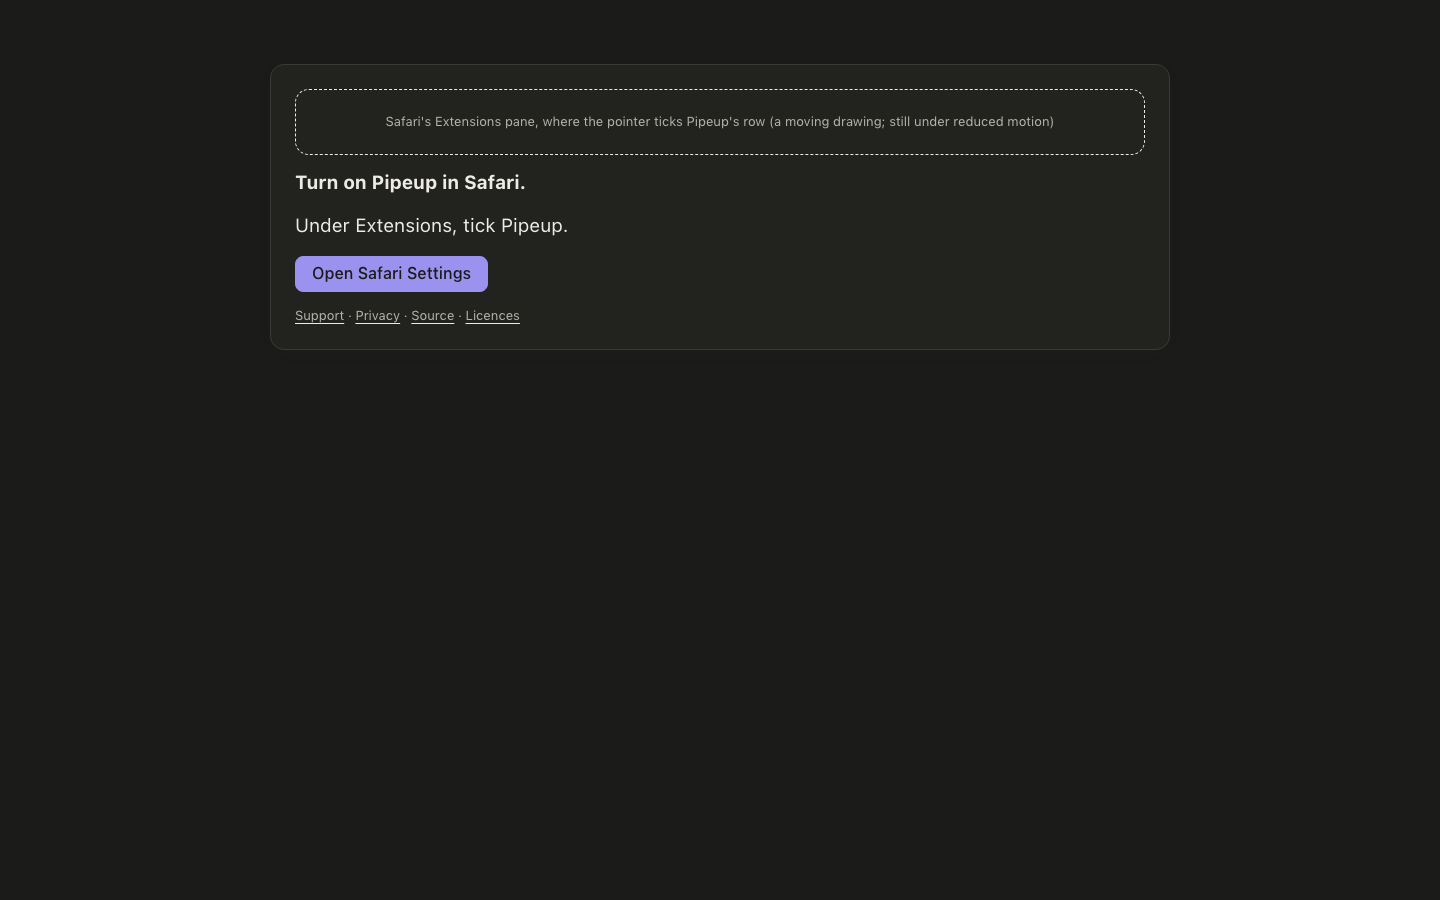 Safari's Extensions pane, where the pointer ticks Pipeup's row (a moving drawing; still under reduced motion)
Turn on Pipeup in Safari.
Under Extensions, tick Pipeup.
Open Safari Settings
Support · Privacy · Source · Licences